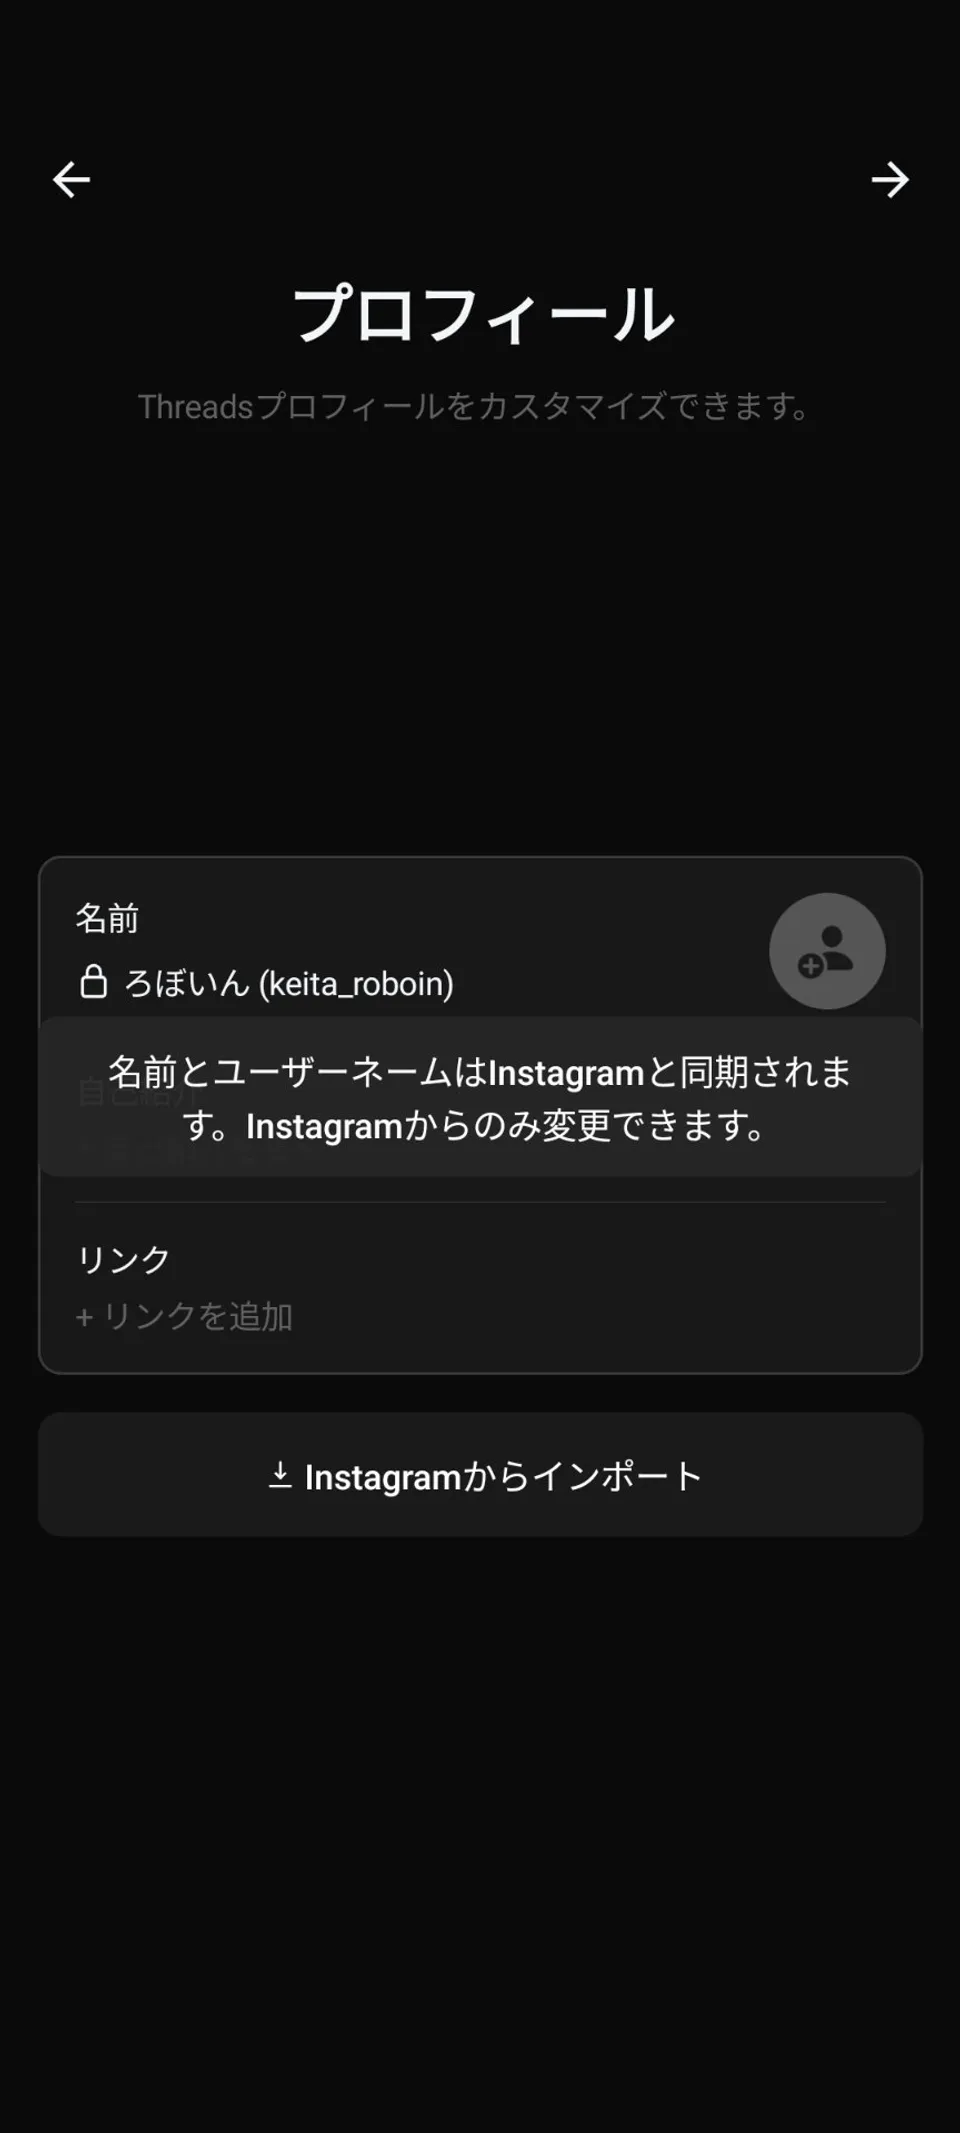 プロフィール
Threadsプロフィールをカスタマイズできます。
名前
ろぼいん (keita_roboin)
名前とユーザーネームはInstagramと同期されま
す。Instagramからのみ変更できます。
自己紹介
リンク
+ リンクを追加
Instagramからインポート